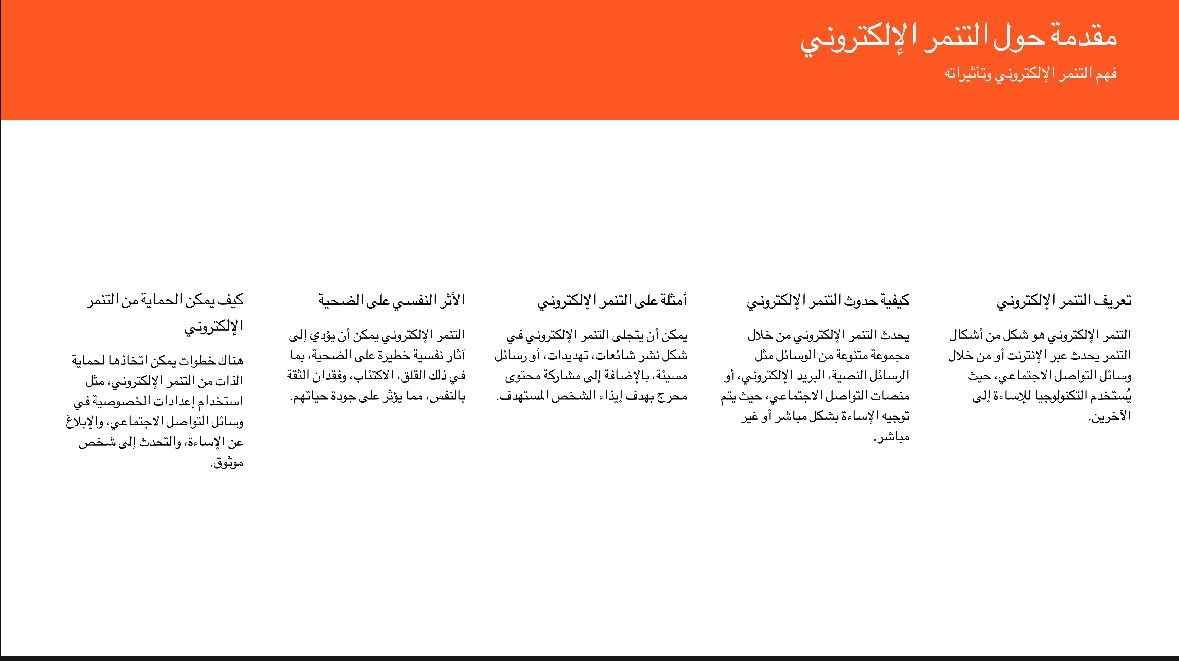 مقدمة حول التنمر الإلكتروني
فهم التنمر الإلكتروني وتأثيراته
تعريف التنمر الإلكتروني
التنمر الإلكتروني هو شكل من أشكال
التنمر يحدث عبر الإنترنت أو من خلال
وسائل التواصل الاجتماعي، حيث
يُستخدم التكنولوجيا للإساءة إلى
الآخرين.
كيفية حدوث التنمر الإلكتروني
يحدث التنمر الإلكتروني من خلال
مجموعة متنوعة من الوسائل مثل
الرسائل النصية، البريد الإلكتروني، أو
منصات التواصل الاجتماعي، حيث يتم
توجيه الإساءة بشكل مباشر أو غير
مباشر.
أمثلة على التنمر الإلكتروني
يمكن أن يتجلى التنمر الإلكتروني في
شكل نشر شائعات، تهديدات، أو رسائل
مسيئة، بالإضافة إلى مشاركة محتوى
محرج بهدف إيذاء الشخص المستهدف.
الأثر النفسي على الضحية
التنمر الإلكتروني يمكن أن يؤدي إلى
آثار نفسية خطيرة على الضحية، بما
في ذلك القلق، الاكتئاب، وفقدان الثقة
بالنفس، مما يؤثر على جودة حياتهم.
كيف يمكن الحماية من التنمر
الإلكتروني
هناك خطوات يمكن اتخاذها لحماية
الذات من التنمر الإلكتروني، مثل
استخدام إعدادات الخصوصية في
وسائل التواصل الاجتماعي، والإبلاغ
عن الإساءة، والتحدث إلى شخص
موثوق.